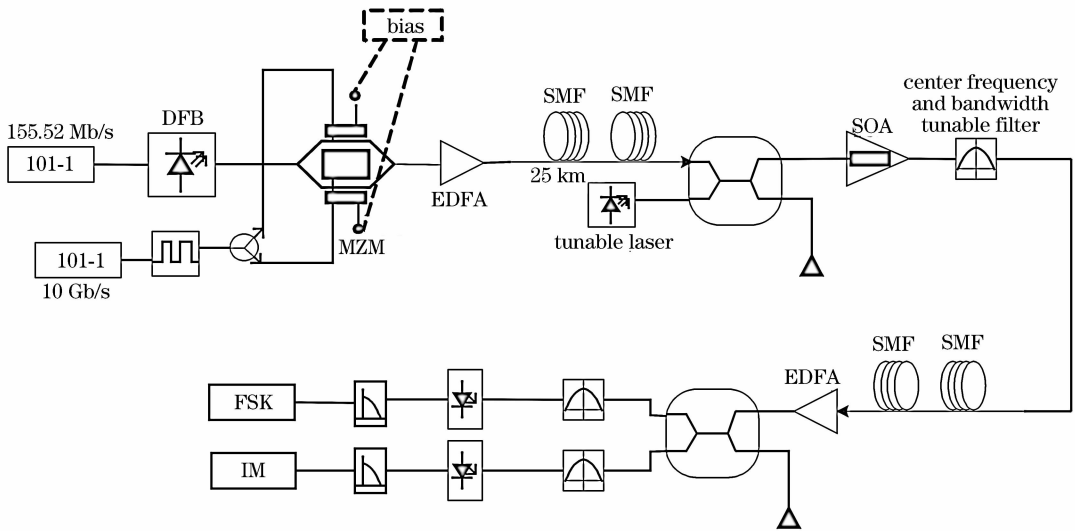 bias
155.52 Mb/s
101-1
DFB
101-1
10 Gb/s
MZM
EDFA
SMF
SMF
25 km
tunable laser
SOA
center frequency
and bandwidth
tunable filter
SMF
SMF
EDFA
FSK
IM